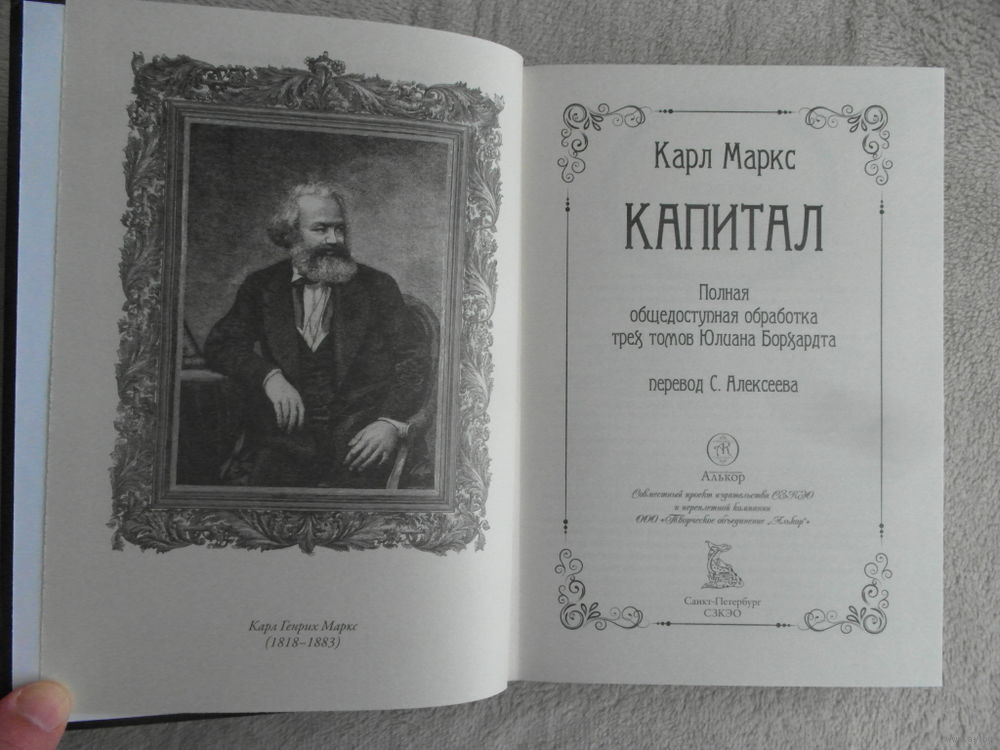 Карл Генрих Маркс
(1818–1883)
Карл Маркс
КАПИТАЛ
Полная
общедоступная обработка
трех томов Юлиана Борхардта
перевод С. Алексеева
АК
Алькор
Совместный проект издательства СЗКЭО
и переплетной компании
ООО «Творческое объединение „Алькор“»
Санкт-Петербург
СЗКЭО